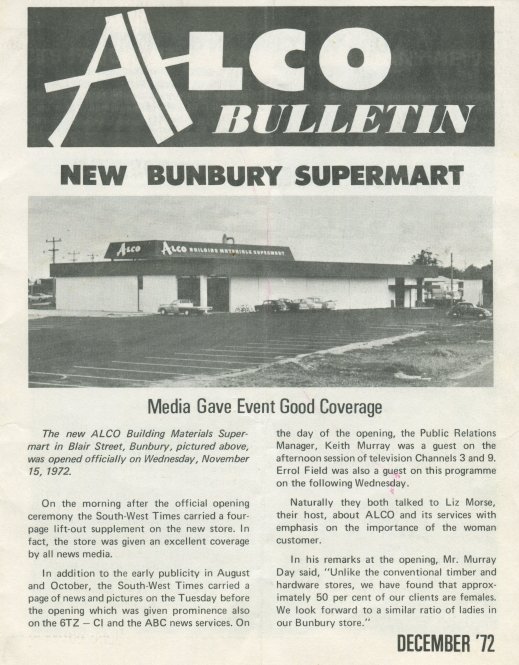 ALCO
BULLETIN
NEW BUNBURY SUPERMART
ALCO ALCO BUILDING MATERIALS SUPERMART
Media Gave Event Good Coverage
The new ALCO Building Materials Super-
mart in Blair Street, Bunbury, pictured above,
was opened officially on Wednesday, November
15, 1972.
On the morning after the official opening
ceremony the South-West Times carried a four-
page lift-out supplement on the new store. In
fact, the store was given an excellent coverage
by all news media.
In addition to the early publicity in August
and October, the South-West Times carried a
page of news and pictures on the Tuesday before
the opening which was given prominence also
on the 6TZ – CI and the ABC news services. On
the day of the opening, the Public Relations
Manager, Keith Murray was a guest on the
afternoon session of television Channels 3 and 9.
Errol Field was also a guest on this programme
on the following Wednesday.
Naturally they both talked to Liz Morse,
their host, about ALCO and its services with
emphasis on the importance of the woman
customer.
In his remarks at the opening, Mr. Murray
Day said, "Unlike the conventional timber and
hardware stores, we have found that approx-
imately 50 per cent of our clients are females.
We look forward to a similar ratio of ladies in
our Bunbury store."
DECEMBER '72